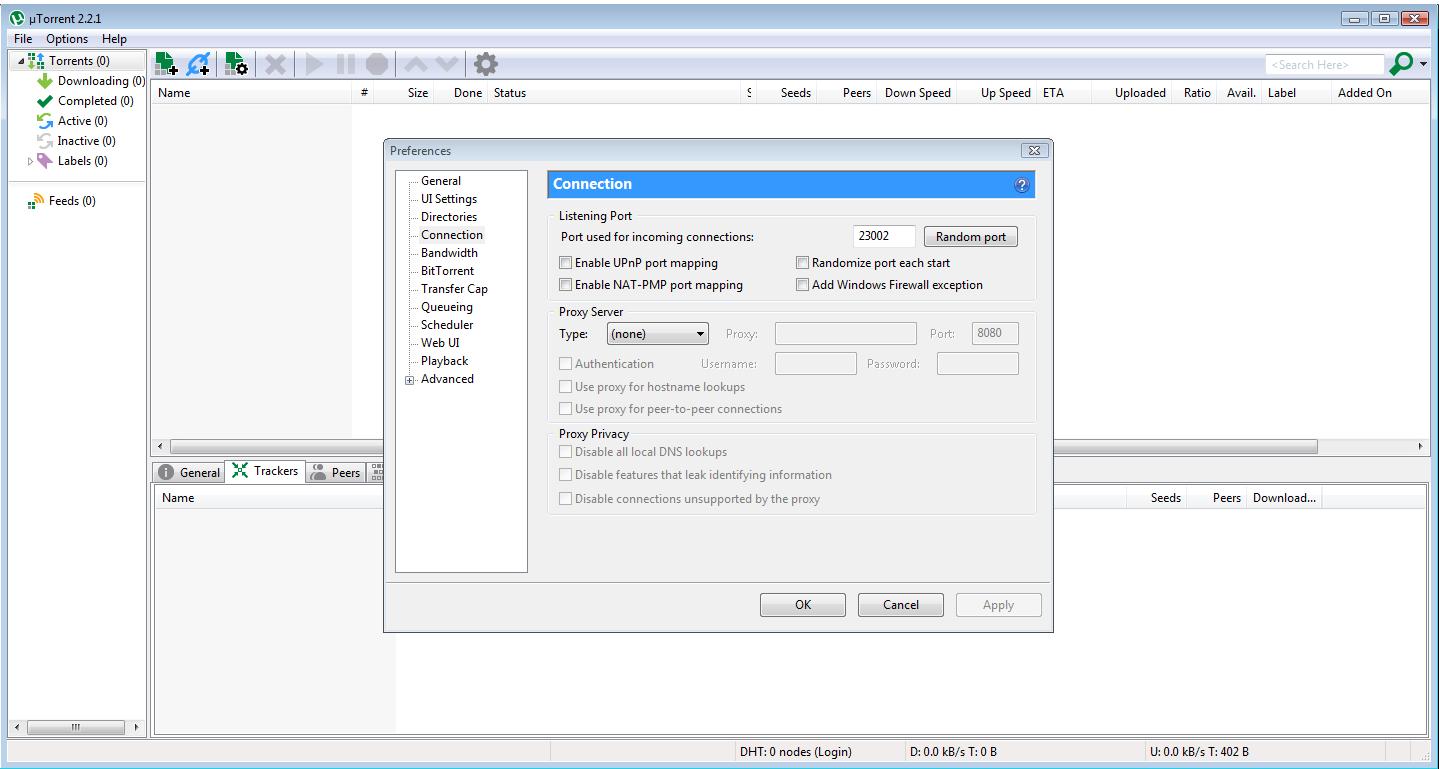 µTorrent 2.2.1
File Options Help
Torrents (0)
Downloading (0)
Completed (0)
Active (0)
Inactive (0)
Labels (0)
Feeds (0)
<Search Here>
Name # Size Done Status S Seeds Peers Down Speed Up Speed ETA Uploaded Ratio Avail. Label Added On
Preferences
General
UI Settings
Directories
Connection
Bandwidth
BitTorrent
Transfer Cap
Queueing
Scheduler
Web UI
Playback
Advanced
Connection
Listening Port
Port used for incoming connections: 23002 Random port
Enable UPnP port mapping Randomize port each start
Enable NAT-PMP port mapping Add Windows Firewall exception
Proxy Server
Type: (none) Proxy: Port: 8080
Authentication Username: Password:
Use proxy for hostname lookups
Use proxy for peer-to-peer connections
Proxy Privacy
Disable all local DNS lookups
Disable features that leak identifying information
Disable connections unsupported by the proxy
OK Cancel Apply
General Trackers Peers
Name Seeds Peers Download...
DHT: 0 nodes (Login) D: 0.0 kB/s T: 0 B U: 0.0 kB/s T: 402 B